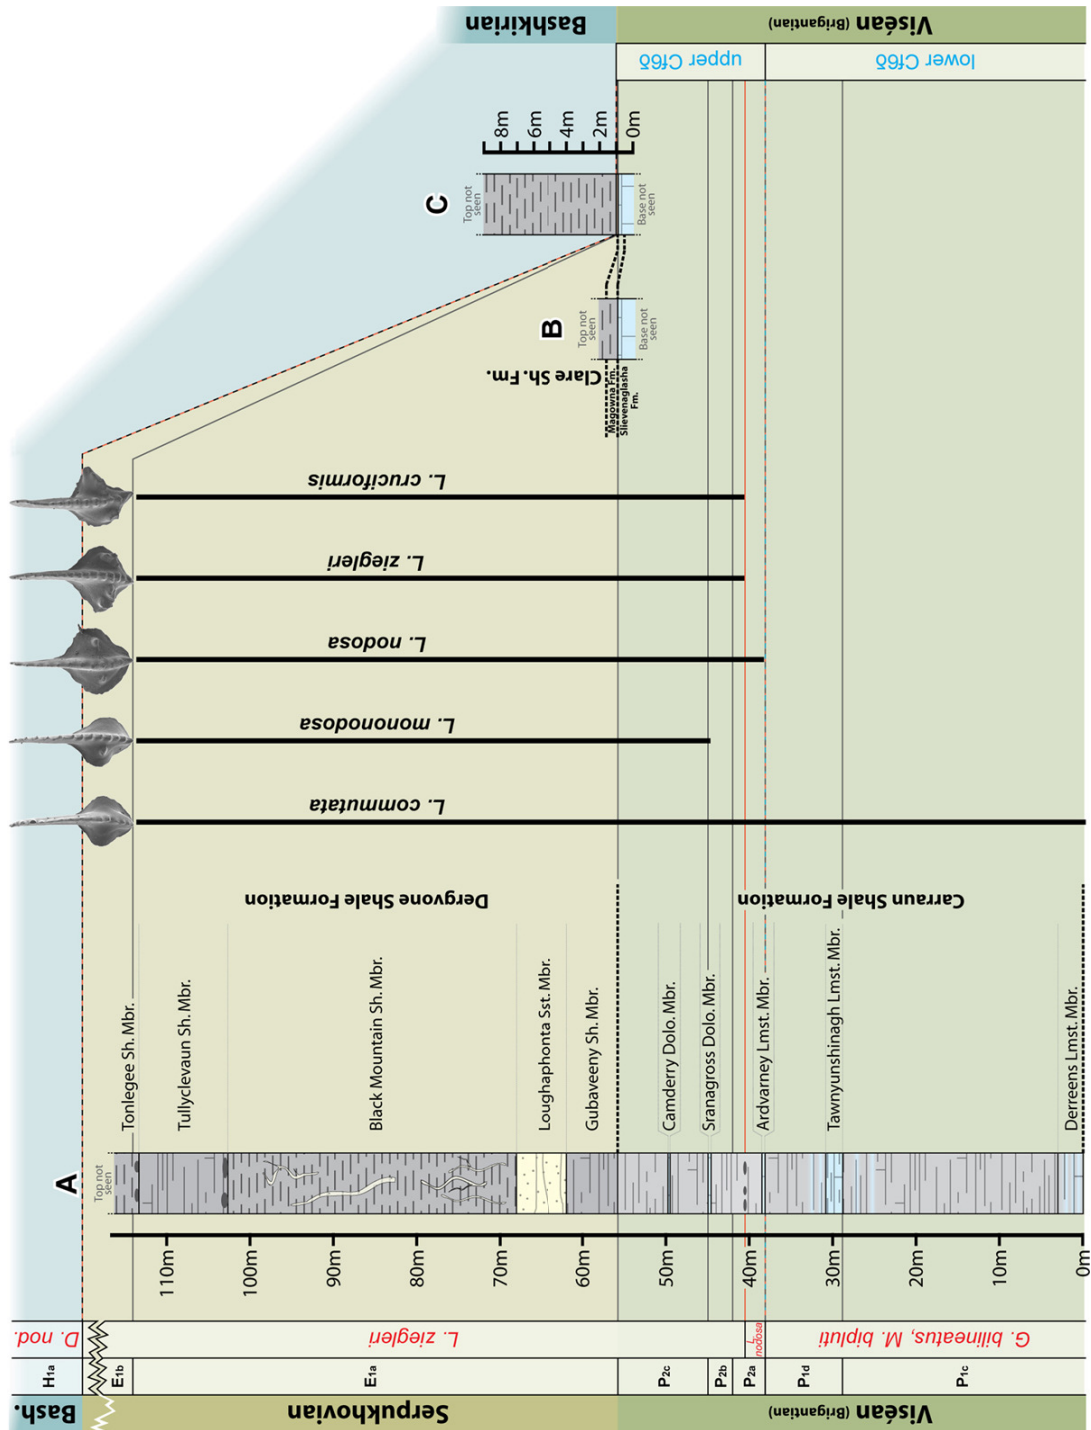 Bashkirian
Viséan (Brigantian)
upper Cf6δ
lower Cf6δ
8m
6m
4m
2m
0m
C
Top not
seen
Base not
seen
B
Top not
seen
Base not
seen
Clare Sh. Fm.
Magowna Fm.
Slievenaglasha
Fm.
L. cruciformis
L. ziegleri
L. nodosa
L. mononodosa
L. commutata
Dergvone Shale Formation
Carraun Shale Formation
Tonlegee Sh. Mbr.
Tullyclevaun Sh. Mbr.
Black Mountain Sh. Mbr.
Loughaphonta Sst. Mbr.
Gubaveeny Sh. Mbr.
Camderry Dolo. Mbr.
Sranagross Dolo. Mbr.
Ardvarney Lmst. Mbr.
Tawnyunshinagh Lmst. Mbr.
Derreens Lmst. Mbr.
A
Top not
seen
110m
100m
90m
80m
70m
60m
50m
40m
30m
20m
10m
0m
D. nod.
L. ziegleri
L.
nodosa
G. bilineatus, M. bipluti
H1a
E1b
E1a
P2c
P2b
P2a
P1d
P1c
Bash.
Serpukhovian
Viséan (Brigantian)